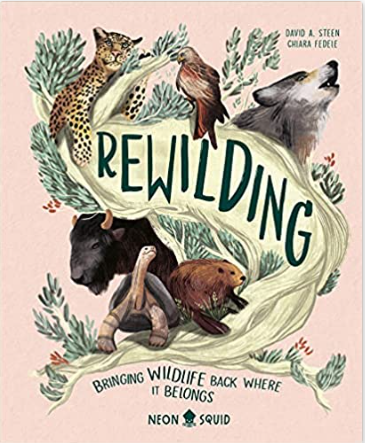 DAVID A. STEEN
CHIARA FEDELE
REWILDING
BRINGING WILDLIFE BACK WHERE
IT BELONGS
NEON SQUID